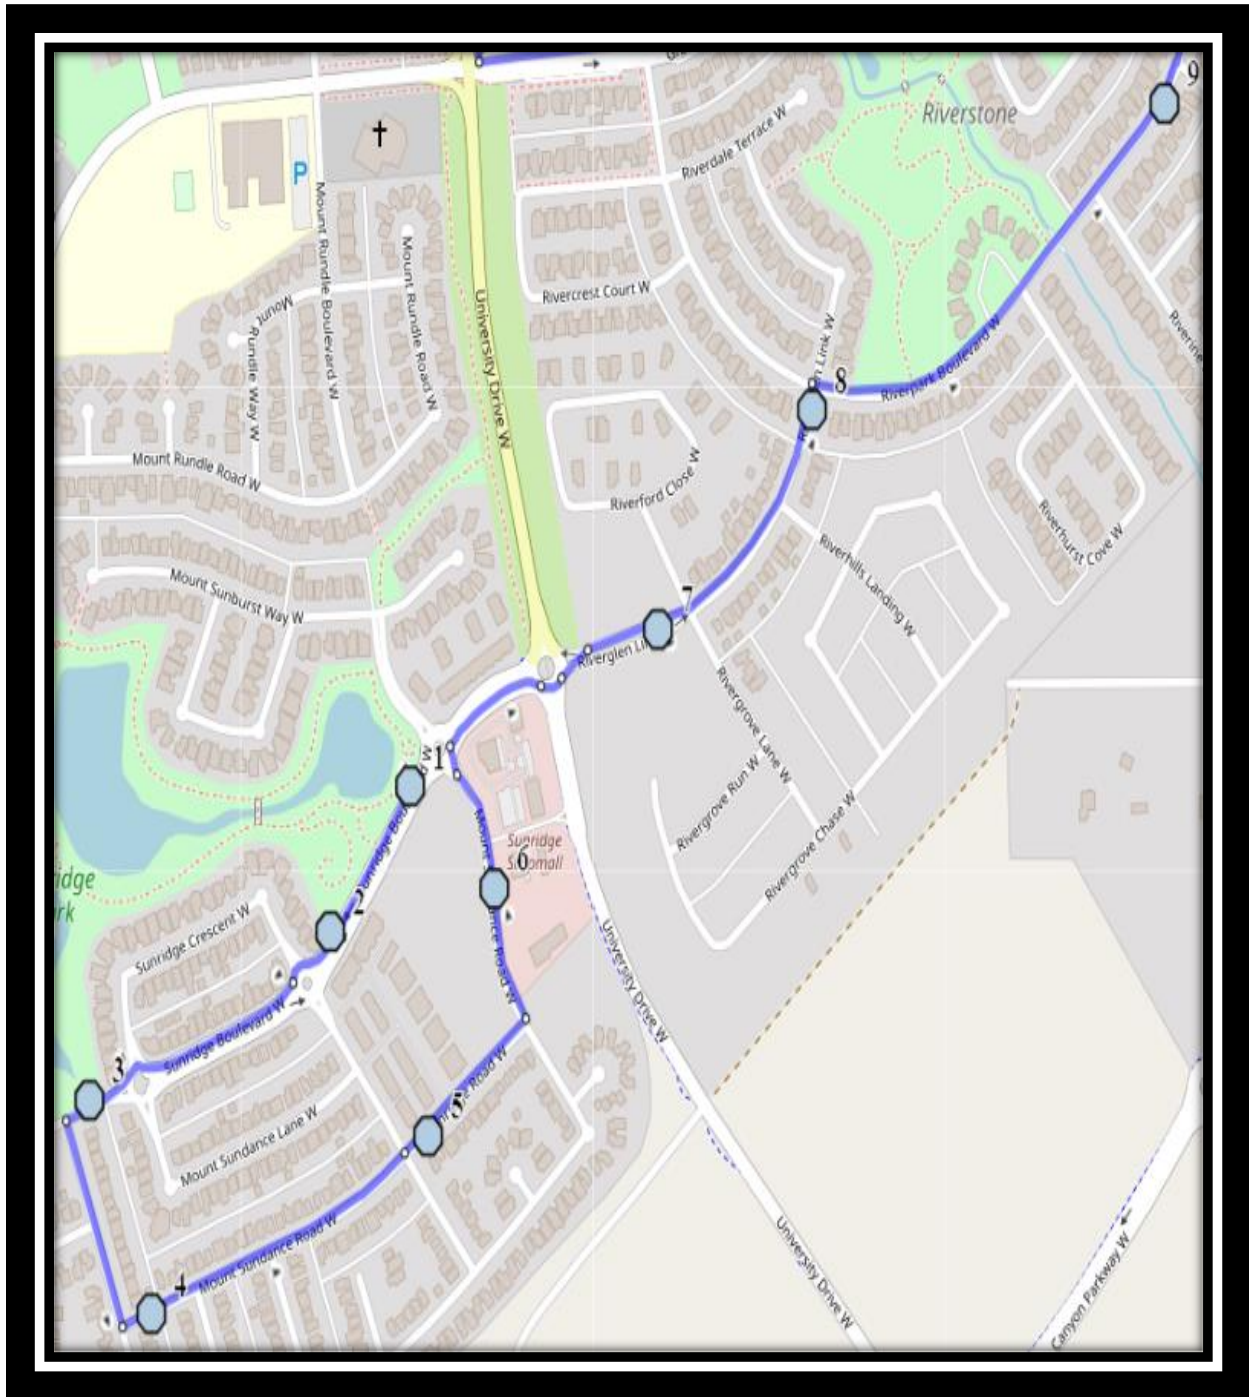 9
Riverstone
Riverdale Terrace W
P
Mount Rundle Boulevard W
Mount Rundle Road W
University Drive W
Rivercrest Court W
Mount
Rundle Way W
Link W
8
Riverpark Boulevard W
Mount Rundle Road W
Riverford Close W
Riverhurst Cove W
Riverhills Landing W
Mount Sunburst Way W
7
Riverglen
Rivergrove Lane W
1
Rivergrove Run W
Rivergrove Chase W
Sunridge
6
2
Sunridge Crescent W
University Drive W
Sunridge Boulevard W
3
5
Mount Sundance Lane W
Mount Sundance Road W
4
University Drive W
Canyon Parkway W